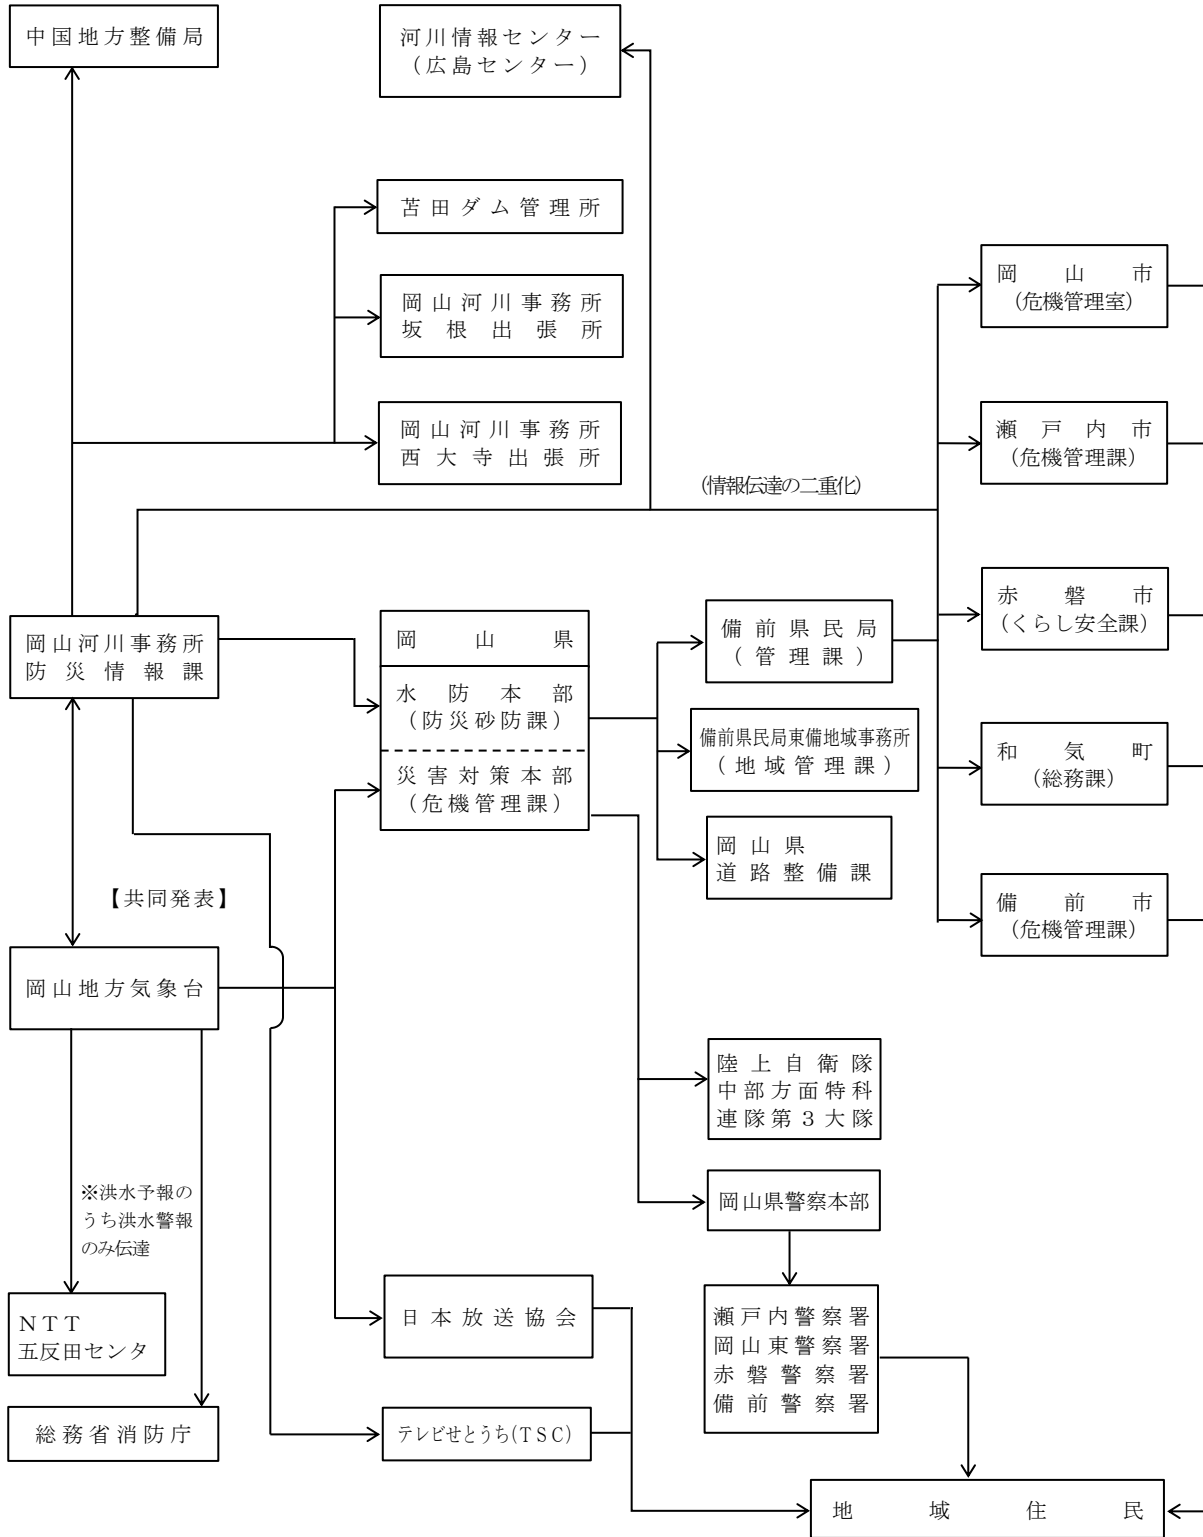 中国地方整備局
河川情報センター
（広島センター）
苫田ダム管理所
岡山河川事務所
坂根出張所
岡山河川事務所
西大寺出張所
(情報伝達の二重化)
岡山市
(危機管理室)
瀬戸内市
(危機管理課)
赤磐市
(くらし安全課)
和気町
(総務課)
備前市
(危機管理課)
岡山河川事務所
防災情報課
岡山県
水防本部
（防災砂防課）
災害対策本部
（危機管理課）
備前県民局
（管理課）
備前県民局東備地域事務所
（地域管理課）
岡山県
道路整備課
【共同発表】
岡山地方気象台
陸上自衛隊
中部方面特科
連隊第３大隊
岡山県警察本部
※洪水予報の
うち洪水警報
のみ伝達
ＮＴＴ
五反田センタ
総務省消防庁
日本放送協会
テレビせとうち(TSC)
瀬戸内警察署
岡山東警察署
赤磐警察署
備前警察署
地域住民